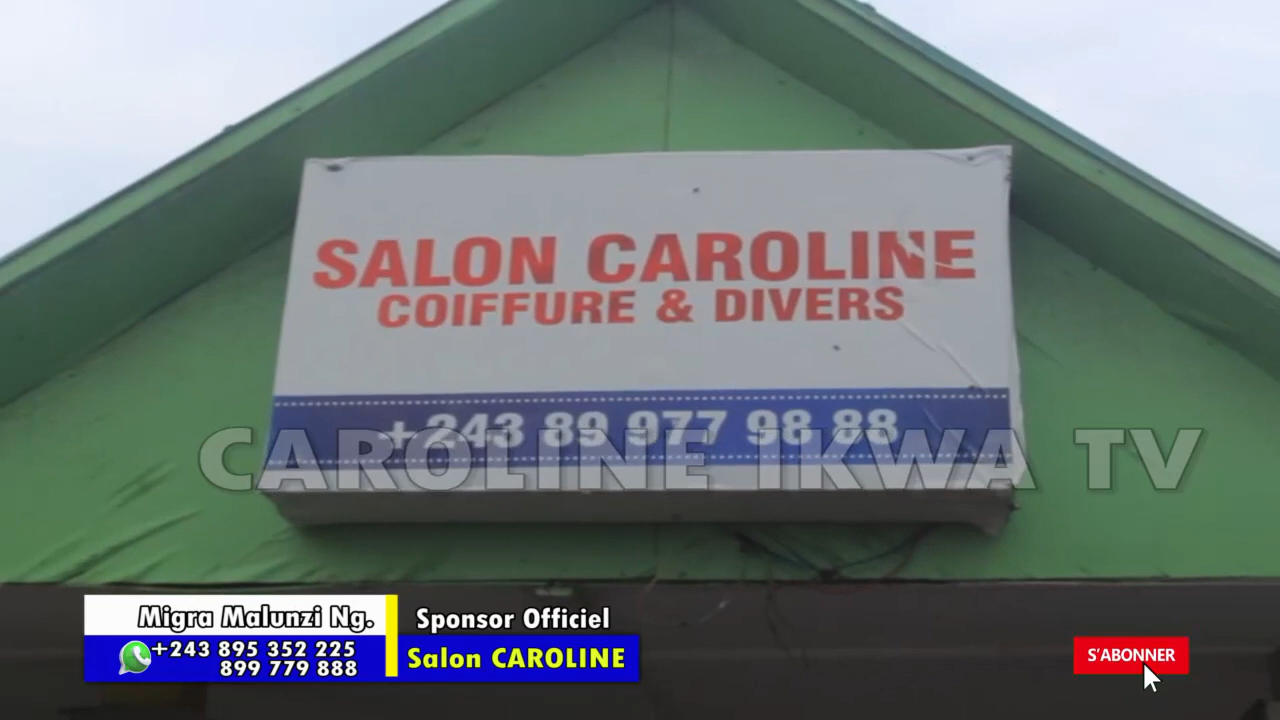 SALON CAROLINE
COIFFURE & DIVERS
+243 89 977 98 88
CAROLINE IKWA TV
Migra Malunzi Ng.
+243 895 352 225
899 779 888
Sponsor Officiel
Salon CAROLINE
S'ABONNER